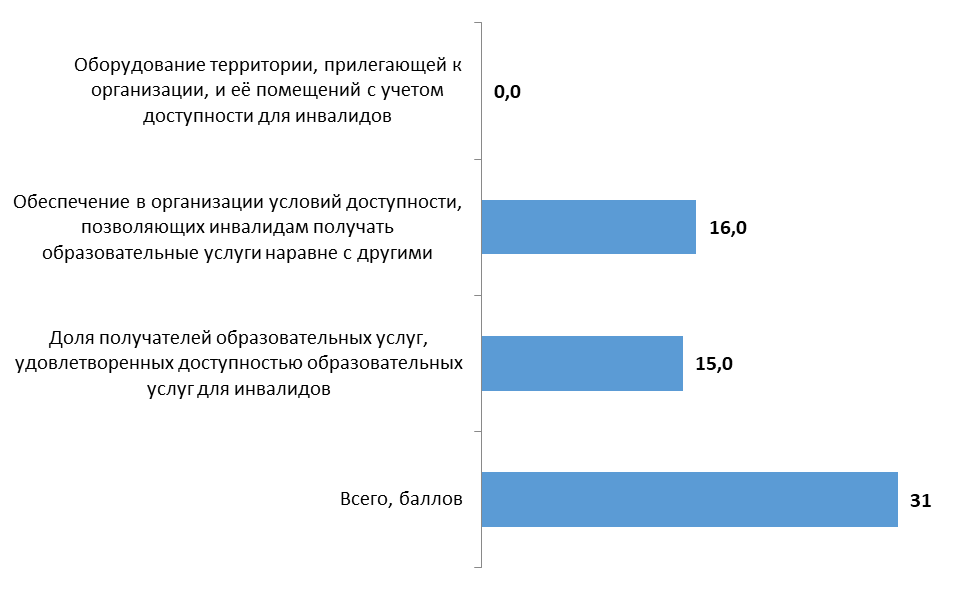 Оборудование территории, прилегающей к
организации, и её помещений с учетом
доступности для инвалидов
0,0
Обеспечение в организации условий доступности,
позволяющих инвалидам получать
образовательные услуги наравне с другими
16,0
Доля получателей образовательных услуг,
удовлетворенных доступностью образовательных
услуг для инвалидов
15,0
Всего, баллов
31